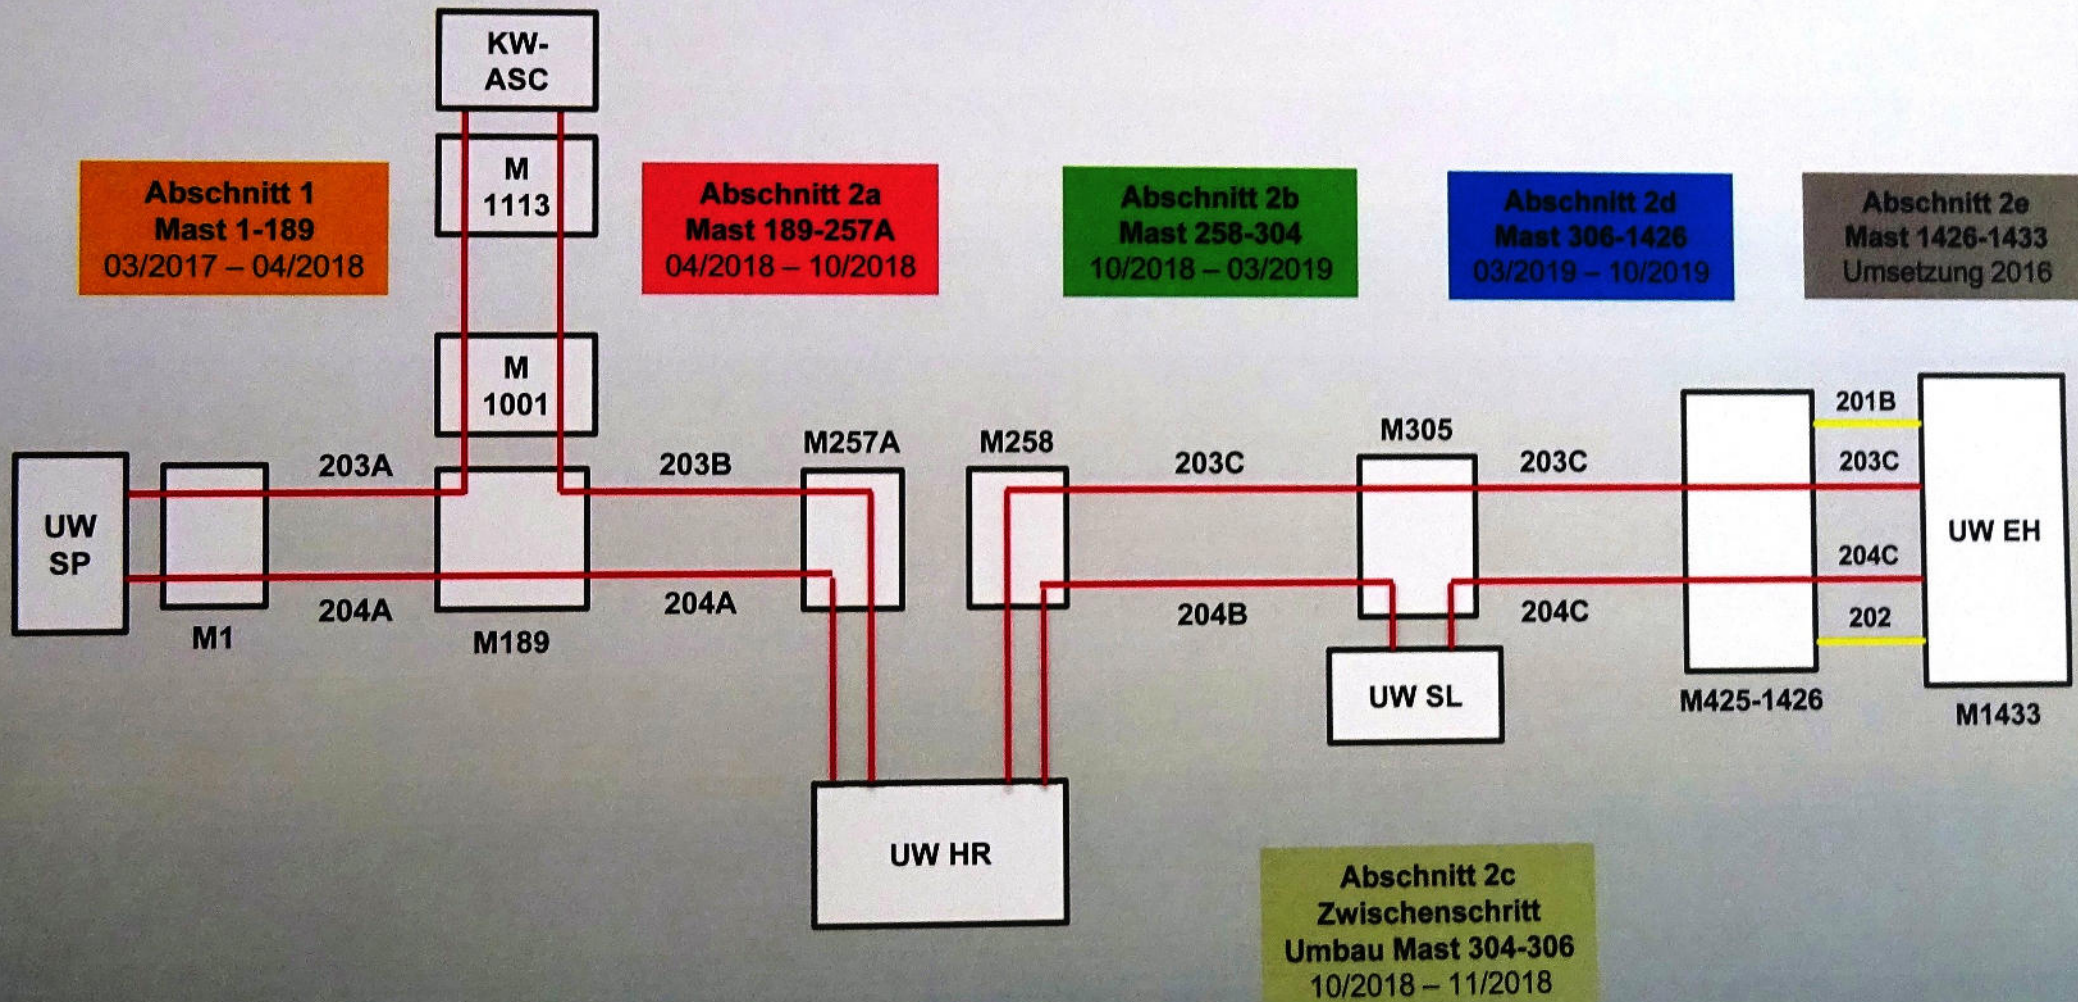 KW-
ASC
M
1113
Abschnitt 1
Mast 1-189
03/2017 – 04/2018
Abschnitt 2a
Mast 189-257A
04/2018 – 10/2018
Abschnitt 2b
Mast 258-304
10/2018 – 03/2019
Abschnitt 2d
Mast 306-1426
03/2019 – 10/2019
Abschnitt 2e
Mast 1426-1433
Umsetzung 2016
M
1001
UW
SP
M1
203A
204A
M189
203B
204A
M257A
M258
UW HR
203C
204B
M305
UW SL
203C
204C
M425-1426
201B
203C
204C
202
UW EH
M1433
Abschnitt 2c
Zwischenschritt
Umbau Mast 304-306
10/2018 – 11/2018